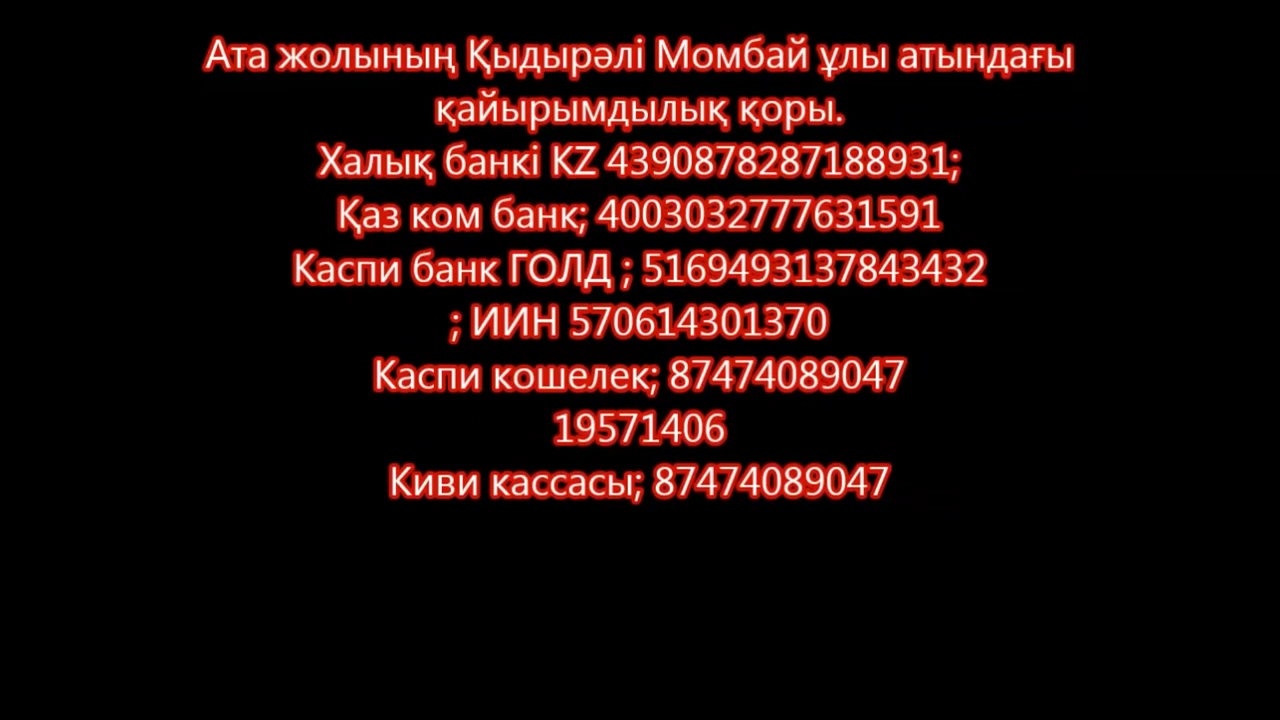 Ата жолының Қыдырәлі Момбай ұлы атындағы
қайырымдылық қоры.
Халық банкі KZ 4390878287188931;
Қаз ком банк; 4003032777631591
Каспи банк ГОЛД ; 5169493137843432
; ИИН 570614301370
Каспи кошелек; 87474089047
19571406
Киви кассасы; 87474089047